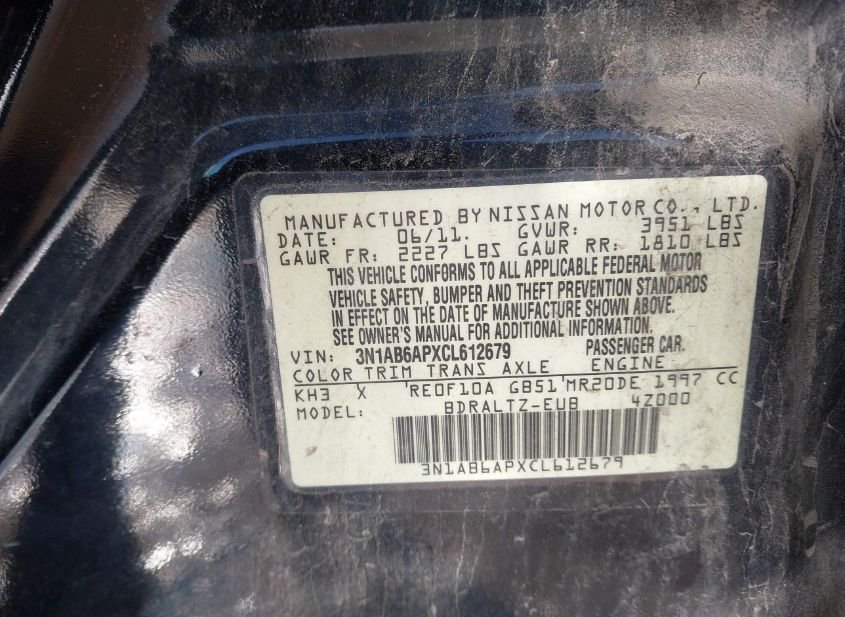 MANUFACTURED BY NISSAN MOTOR CO., LTD.
DATE: 06/11. GVWR: 3951 LBS
GAWR FR: 2227 LBS GAWR RR: 1810 LBS
THIS VEHICLE CONFORMS TO ALL APPLICABLE FEDERAL MOTOR
VEHICLE SAFETY, BUMPER AND THEFT PREVENTION STANDARDS
IN EFFECT ON THE DATE OF MANUFACTURE SHOWN ABOVE.
SEE OWNER'S MANUAL FOR ADDITIONAL INFORMATION.
VIN: 3N1AB6APXCL612679 PASSENGER CAR.
COLOR TRIM TRANS AXLE ENGINE
KH3 X 'RE0F10A GB51'MR20DE 1997 CC
MODEL: BDRALTZ-EUB 4Z000
3N1AB6APXCL612679